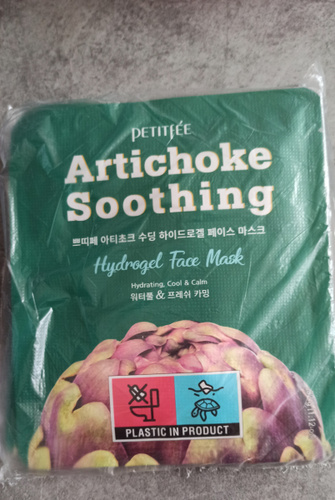 PETITFÉE
Artichoke
Soothing
쁘띠페 아티초크 수딩 하이드로겔 페이스 마스크
Hydrogel Face Mask
Hydrating, Cool & Calm
워터풀 & 프레쉬 카밍
PLASTIC IN PRODUCT